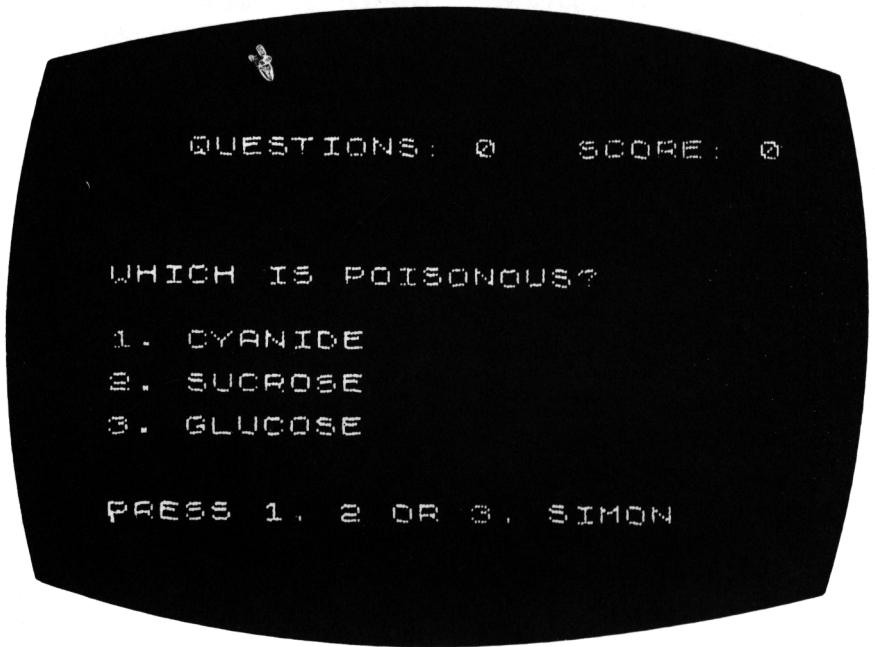 QUESTIONS: 0 SCORE: 0
WHICH IS POISONOUS?
1. CYANIDE
2. SUCROSE
3. GLUCOSE
PRESS 1, 2 OR 3, SIMON